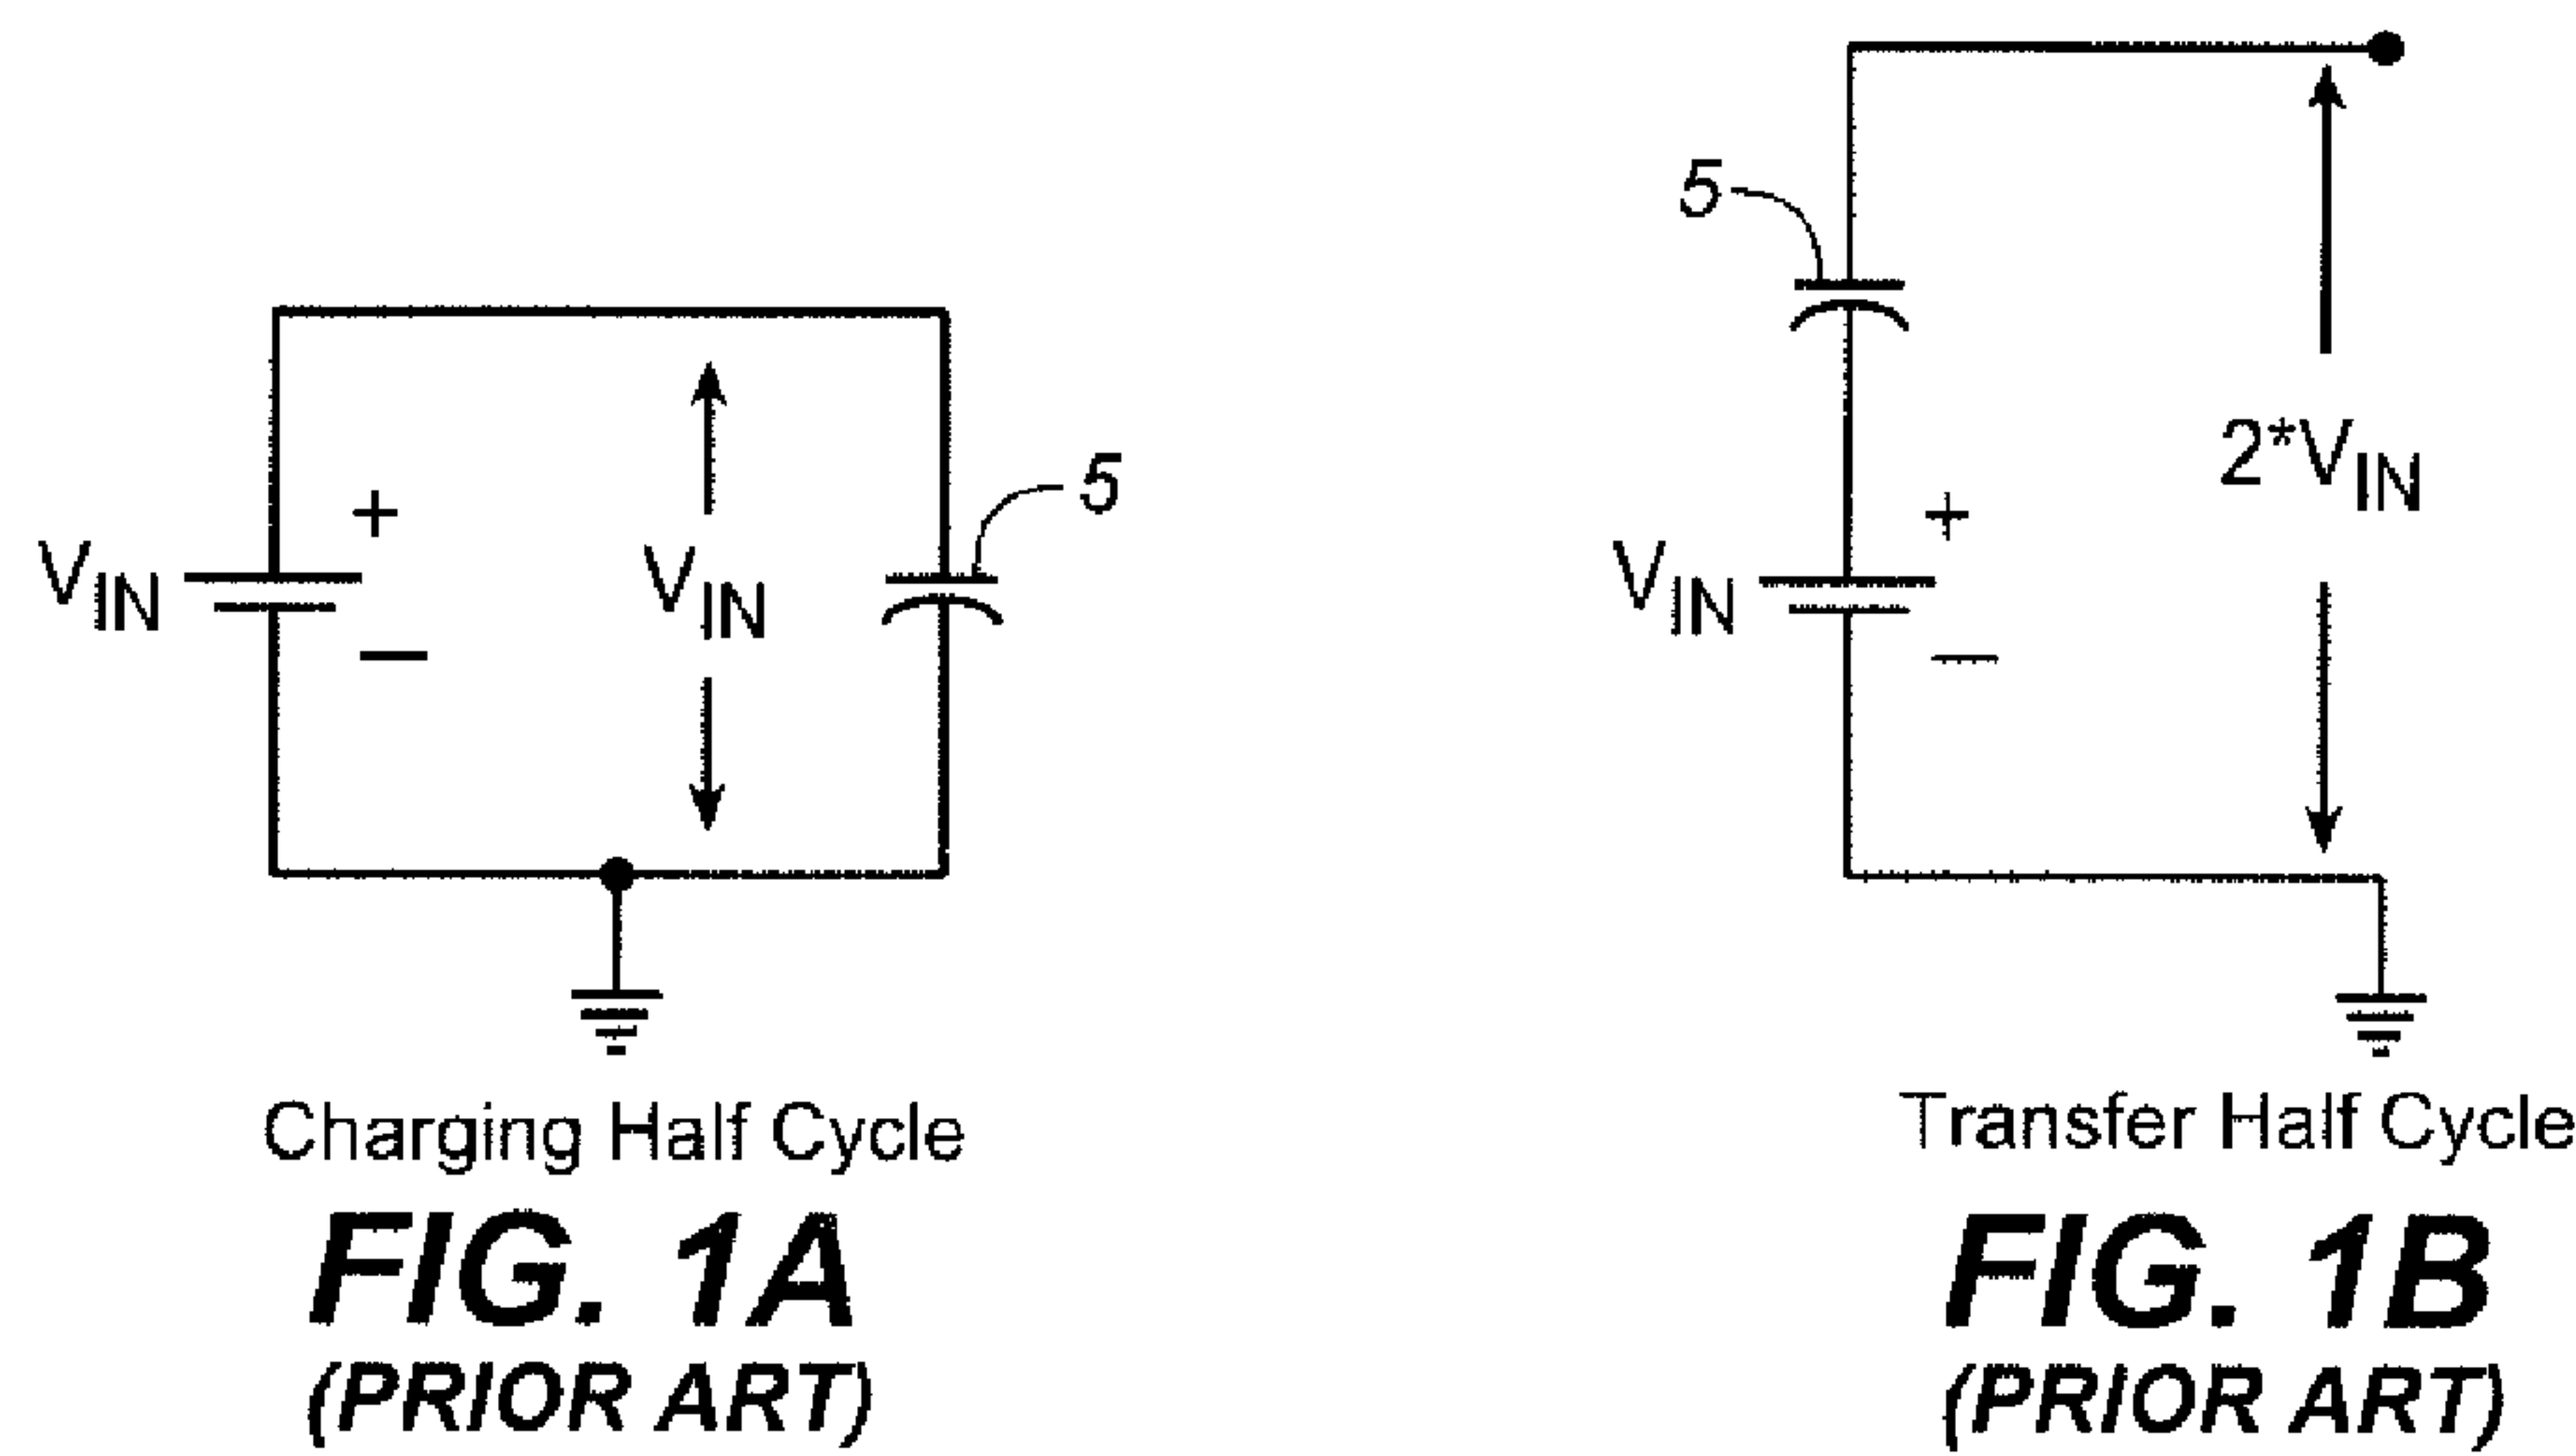 V_IN
+
−
V_IN
5
Charging Half Cycle
FIG. 1A
(PRIOR ART)
5
V_IN
+
−
2*V_IN
Transfer Half Cycle
FIG. 1B
(PRIOR ART)